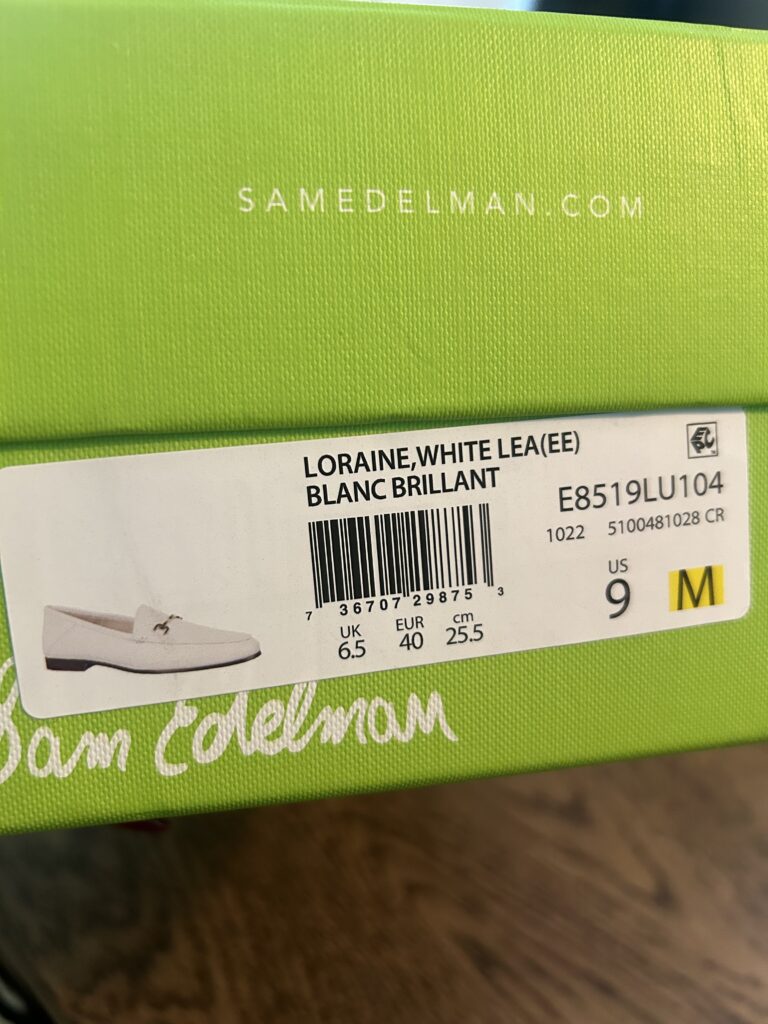 SAMEDELMAN.COM
LORAINE,WHITE LEA(EE)
BLANC BRILLANT
E8519LU104
1022 5100481028 CR
7 36707 29875 3
UK EUR cm
6.5 40 25.5
US
9 M
Sam Edelman